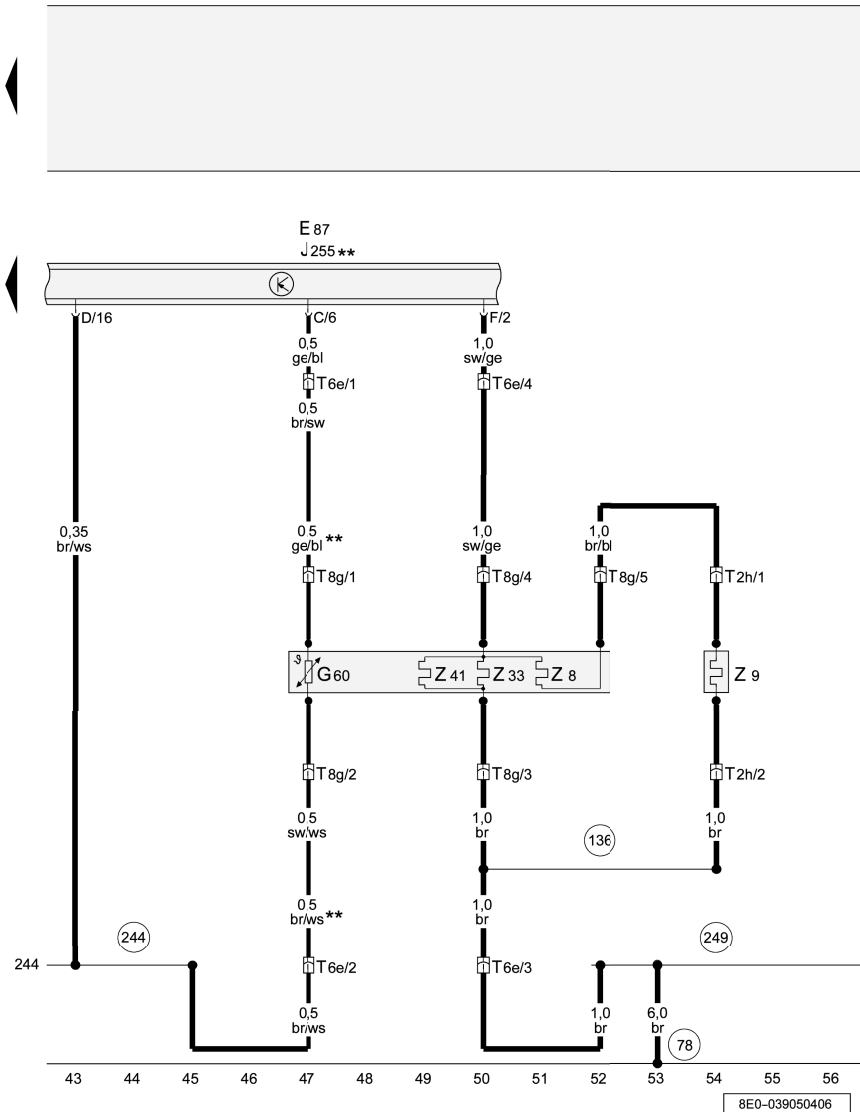 E 87
J 255 **
D/16
C/6
F/2
0,5
ge/bl
1,0
sw/ge
T6e/1
T6e/4
0,5
br/sw
0,35
br/ws
0 5
ge/bl **
1,0
sw/ge
1,0
br/bl
T8g/1
T8g/4
T8g/5
T2h/1
ϑ
G60
Z 41
Z 33
Z 8
Z 9
T8g/2
T8g/3
T2h/2
0 5
sw/ws
1,0
br
136
1,0
br
0 5
br/ws**
1,0
br
244
249
244
T6e/2
T6e/3
0,5
br/ws
1,0
br
6,0
br
78
43 44 45 46 47 48 49 50 51 52 53 54 55 56
8E0-039050406